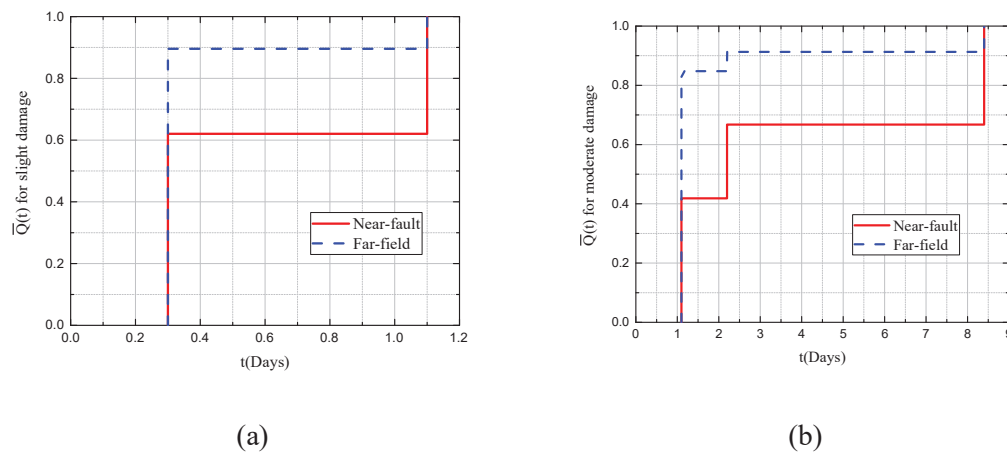 1.0
0.8
0.6
0.4
0.2
0.0
Q̅(t) for slight damage
0.0 0.2 0.4 0.6 0.8 1.0 1.2
t(Days)
Near-fault
Far-field
(a)
1.0
0.8
0.6
0.4
0.2
0.0
Q̅(t) for moderate damage
0 1 2 3 4 5 6 7 8 9
t(Days)
Near-fault
Far-field
(b)